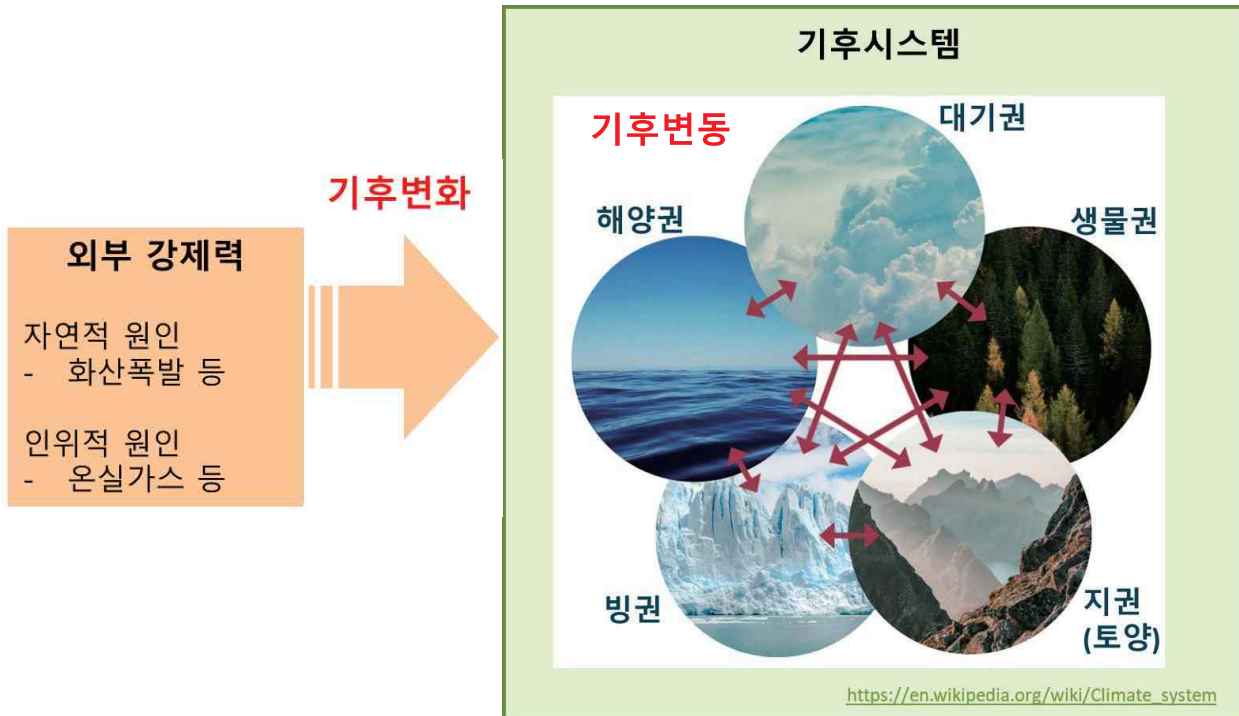 기후시스템
기후변동
대기권
기후변화
해양권
생물권
외부 강제력
자연적 원인
- 화산폭발 등
인위적 원인
- 온실가스 등
빙권
지권
(토양)
https://en.wikipedia.org/wiki/Climate_system